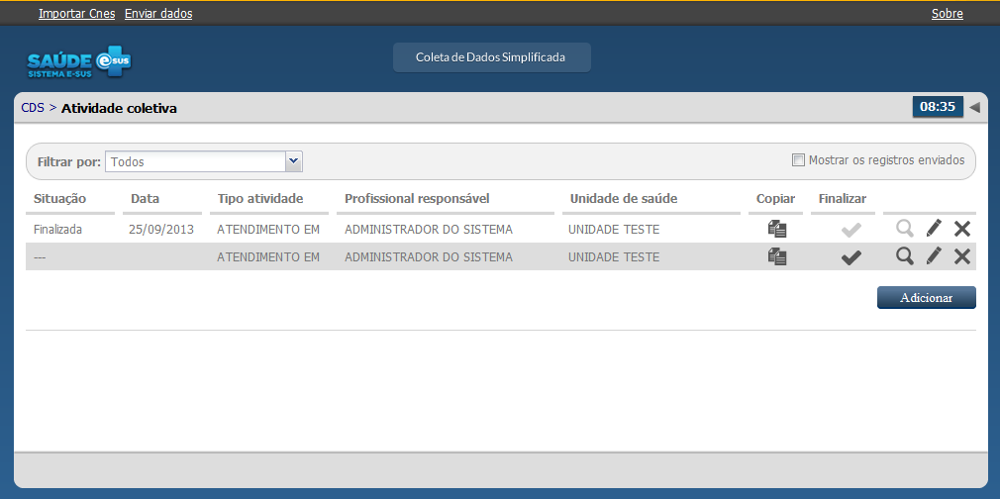 Importar Cnes Enviar dados Sobre
SAÚDE e SUS
SISTEMA E-SUS
Coleta de Dados Simplificada
CDS > Atividade coletiva 08:35
Filtrar por: Todos Mostrar os registros enviados
Situação Data Tipo atividade Profissional responsável Unidade de saúde Copiar Finalizar
Finalizada 25/09/2013 ATENDIMENTO EM ADMINISTRADOR DO SISTEMA UNIDADE TESTE
--- ATENDIMENTO EM ADMINISTRADOR DO SISTEMA UNIDADE TESTE
Adicionar